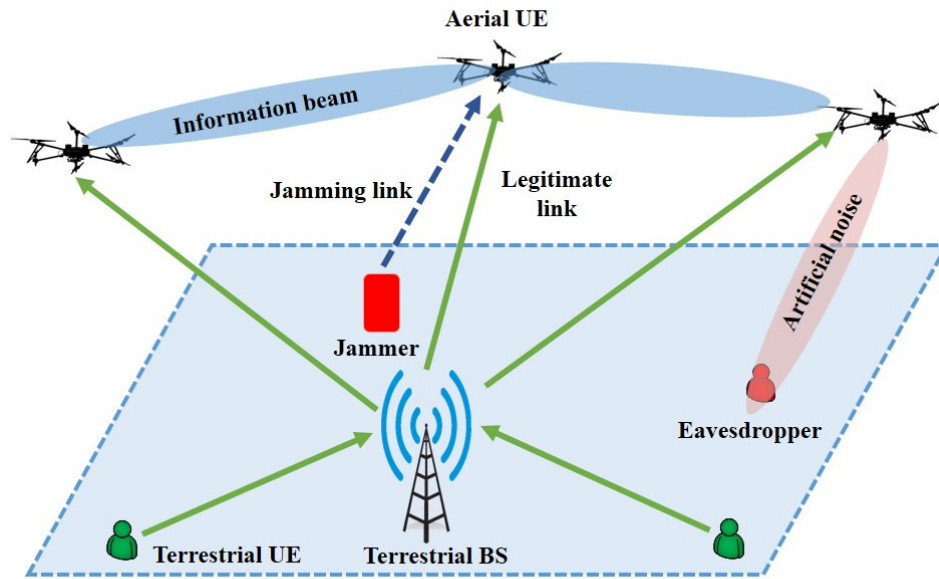 Aerial UE
Information beam
Jamming link
Legitimate
link
Artificial noise
Jammer
Eavesdropper
Terrestrial UE
Terrestrial BS